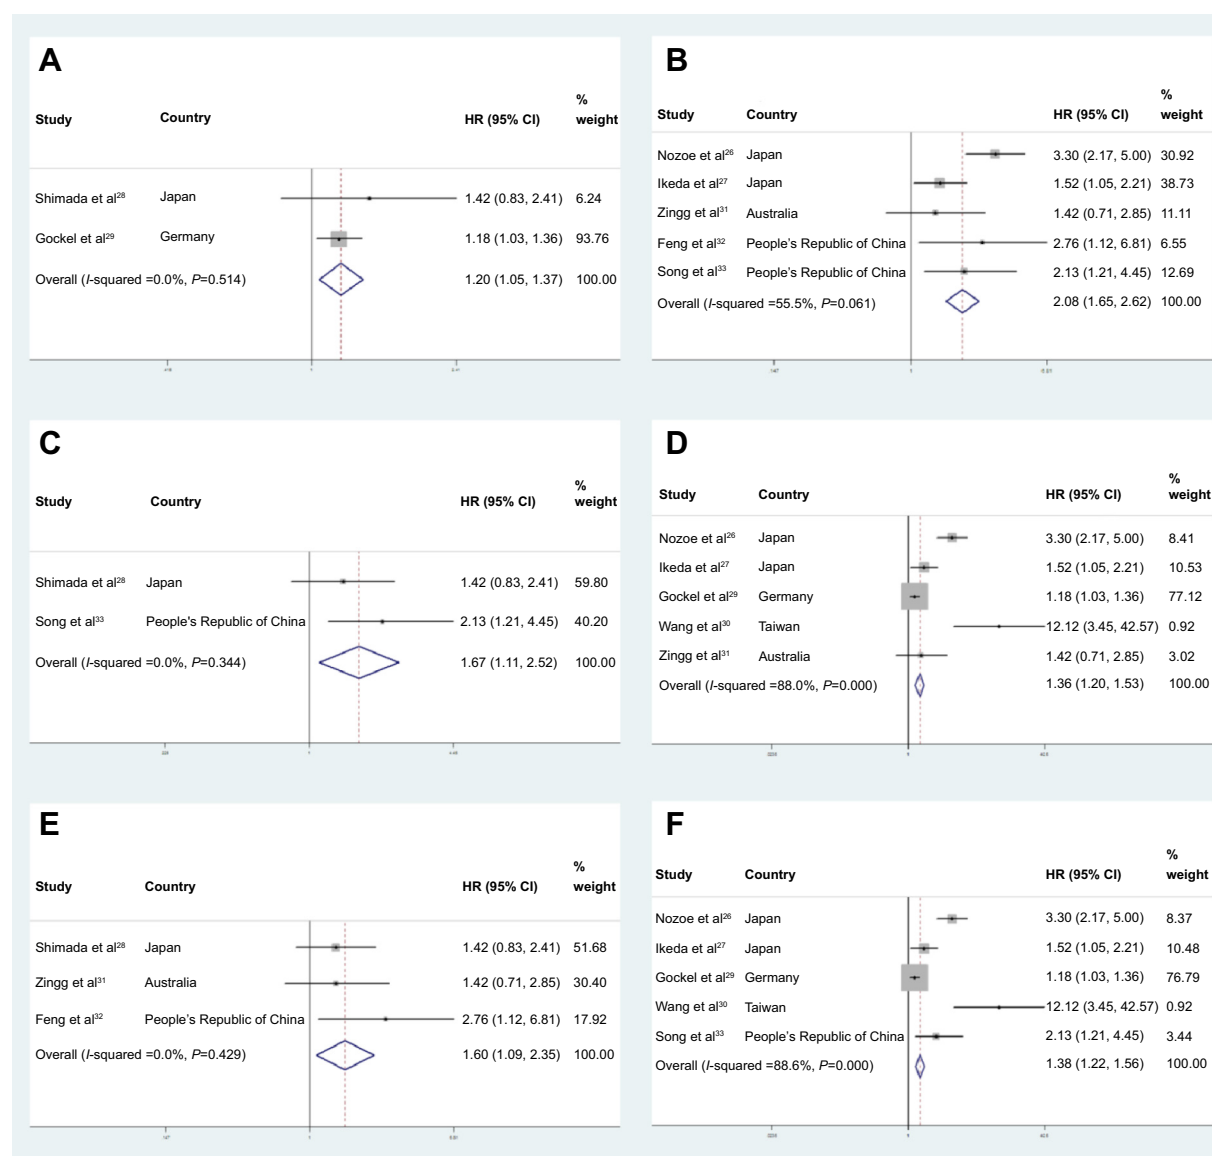 A
%
Study Country HR (95% CI) weight
Shimada et al28 Japan 1.42 (0.83, 2.41) 6.24
Gockel et al29 Germany 1.18 (1.03, 1.36) 93.76
Overall (I-squared =0.0%, P=0.514) 1.20 (1.05, 1.37) 100.00
1 2.41
B
%
Study Country HR (95% CI) weight
Nozoe et al26 Japan 3.30 (2.17, 5.00) 30.92
Ikeda et al27 Japan 1.52 (1.05, 2.21) 38.73
Zingg et al31 Australia 1.42 (0.71, 2.85) 11.11
Feng et al32 People's Republic of China 2.76 (1.12, 6.81) 6.55
Song et al33 People's Republic of China 2.13 (1.21, 4.45) 12.69
Overall (I-squared =55.5%, P=0.061) 2.08 (1.65, 2.62) 100.00
.147 1
C
%
Study Country HR (95% CI) weight
Shimada et al28 Japan 1.42 (0.83, 2.41) 59.80
Song et al33 People's Republic of China 2.13 (1.21, 4.45) 40.20
Overall (I-squared =0.0%, P=0.344) 1.67 (1.11, 2.52) 100.00
1 4.45
D
%
Study Country HR (95% CI) weight
Nozoe et al26 Japan 3.30 (2.17, 5.00) 8.41
Ikeda et al27 Japan 1.52 (1.05, 2.21) 10.53
Gockel et al29 Germany 1.18 (1.03, 1.36) 77.12
Wang et al30 Taiwan 12.12 (3.45, 42.57) 0.92
Zingg et al31 Australia 1.42 (0.71, 2.85) 3.02
Overall (I-squared =88.0%, P=0.000) 1.36 (1.20, 1.53) 100.00
1
E
%
Study Country HR (95% CI) weight
Shimada et al28 Japan 1.42 (0.83, 2.41) 51.68
Zingg et al31 Australia 1.42 (0.71, 2.85) 30.40
Feng et al32 People's Republic of China 2.76 (1.12, 6.81) 17.92
Overall (I-squared =0.0%, P=0.429) 1.60 (1.09, 2.35) 100.00
.147 1
F
%
Study Country HR (95% CI) weight
Nozoe et al26 Japan 3.30 (2.17, 5.00) 8.37
Ikeda et al27 Japan 1.52 (1.05, 2.21) 10.48
Gockel et al29 Germany 1.18 (1.03, 1.36) 76.79
Wang et al30 Taiwan 12.12 (3.45, 42.57) 0.92
Song et al33 People's Republic of China 2.13 (1.21, 4.45) 3.44
Overall (I-squared =88.6%, P=0.000) 1.38 (1.22, 1.56) 100.00
1